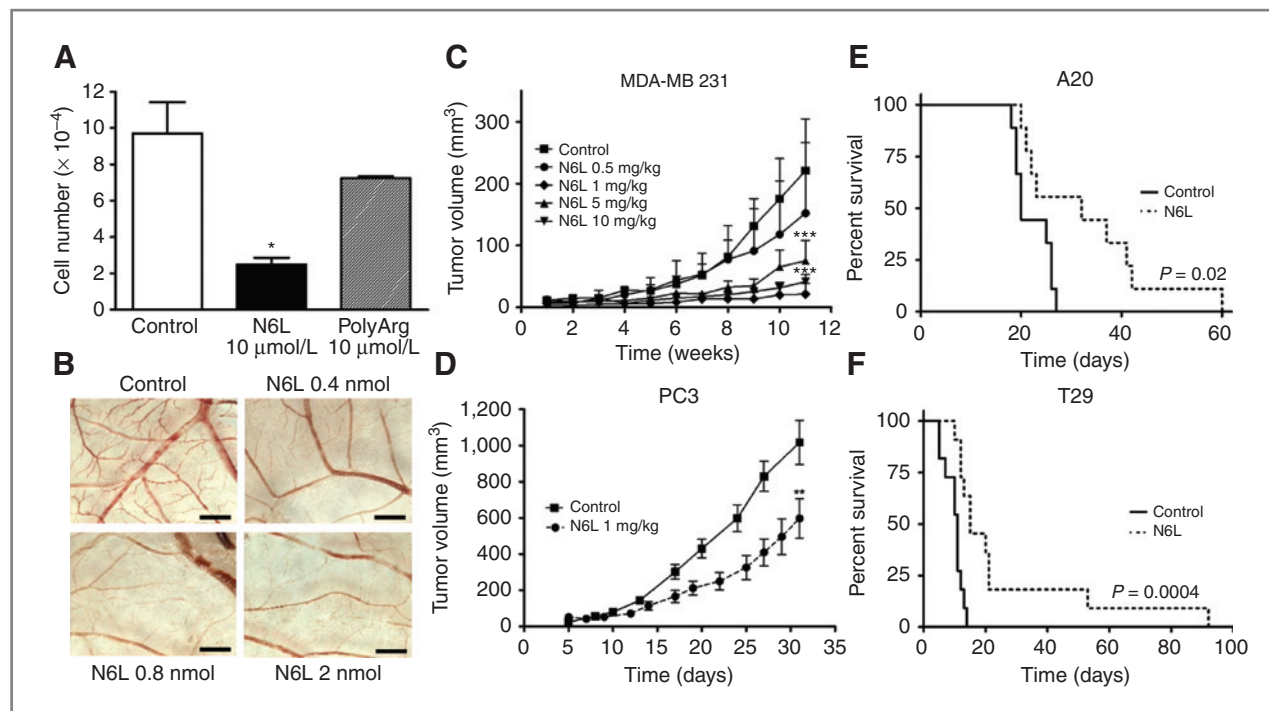 A
Cell number (× 10⁻⁴)
12
10
8
6
4
2
0
*
Control
N6L
10 μmol/L
PolyArg
10 μmol/L
B
Control
N6L 0.4 nmol
N6L 0.8 nmol
N6L 2 nmol
C
MDA-MB 231
Tumor volume (mm³)
300
200
100
0
Control
N6L 0.5 mg/kg
N6L 1 mg/kg
N6L 5 mg/kg
N6L 10 mg/kg
***
***
0 2 4 6 8 10 12
Time (weeks)
D
PC3
Tumor volume (mm³)
1,200
1,000
800
600
400
200
0
Control
N6L 1 mg/kg
**
0 5 10 15 20 25 30 35
Time (days)
E
A20
Percent survival
100
75
50
25
0
Control
N6L
P = 0.02
0 20 40 60
Time (days)
F
T29
Percent survival
100
75
50
25
0
Control
N6L
P = 0.0004
0 20 40 60 80 100
Time (days)